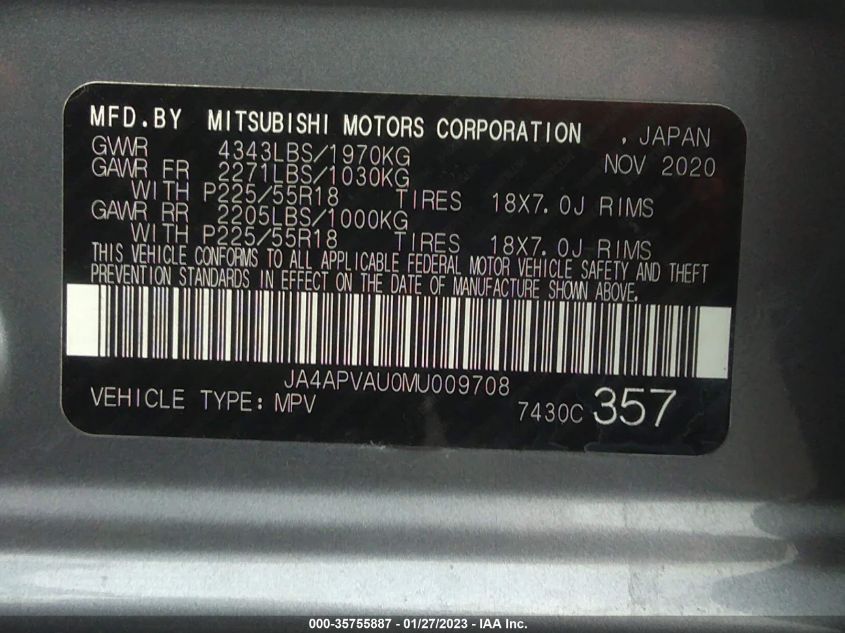 MFD.BY MITSUBISHI MOTORS CORPORATION , JAPAN
GVWR 4343LBS/1970KG NOV 2020
GAWR FR 2271LBS/1030KG
WITH P225/55R18 TIRES 18X7.0J RIMS
GAWR RR 2205LBS/1000KG
WITH P225/55R18 TIRES 18X7.0J RIMS
THIS VEHICLE CONFORMS TO ALL APPLICABLE FEDERAL MOTOR VEHICLE SAFETY AND THEFT
PREVENTION STANDARDS IN EFFECT ON THE DATE OF MANUFACTURE SHOWN ABOVE.
JA4APVAU0MU009708
VEHICLE TYPE: MPV 7430C 357
000-35755887 - 01/27/2023 - IAA Inc.